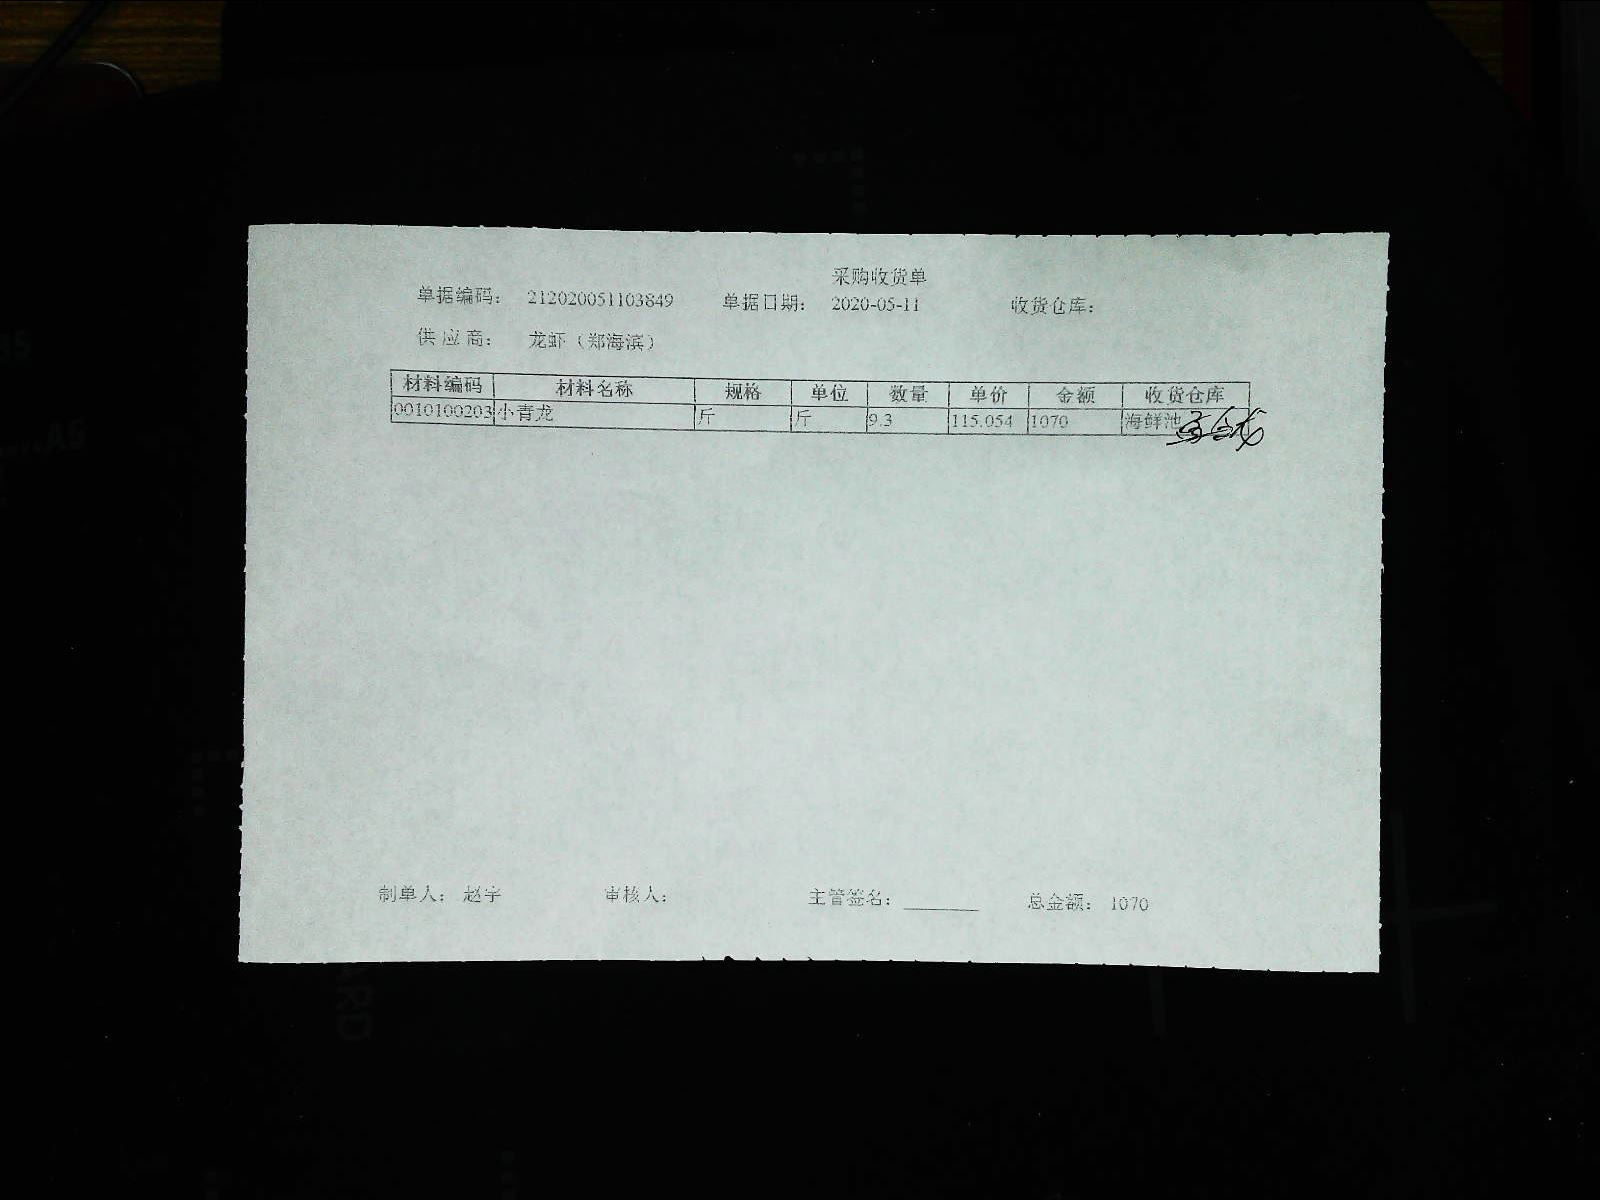 采购收货单
单据编码： 212020051103849 单据日期： 2020-05-11 收货仓库：
供应商： 龙虾（郑海滨）
材料编码 材料名称 规格 单位 数量 单价 金额 收货仓库
0010100203 小青龙 斤 斤 9.3 115.054 1070 海鲜池
制单人： 赵宇 审核人： 主管签名： 总金额： 1070